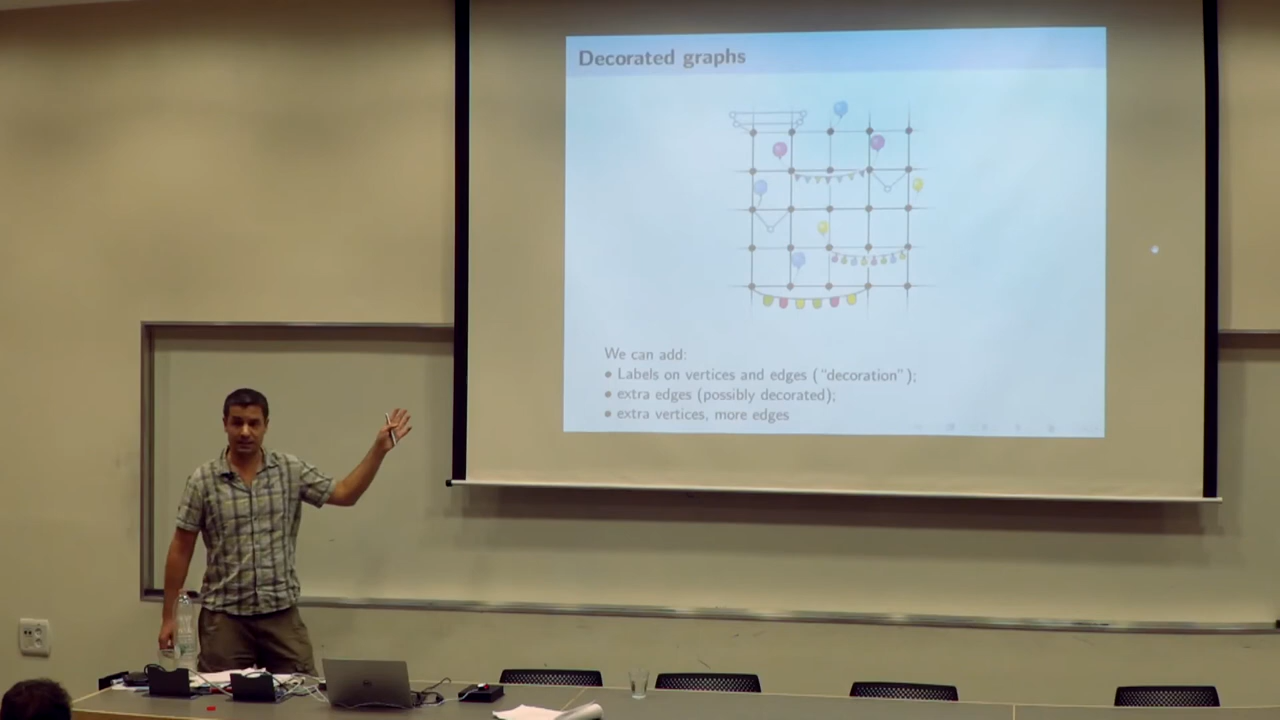 Decorated graphs
We can add:
• Labels on vertices and edges ("decoration");
• extra edges (possibly decorated);
• extra vertices, more edges